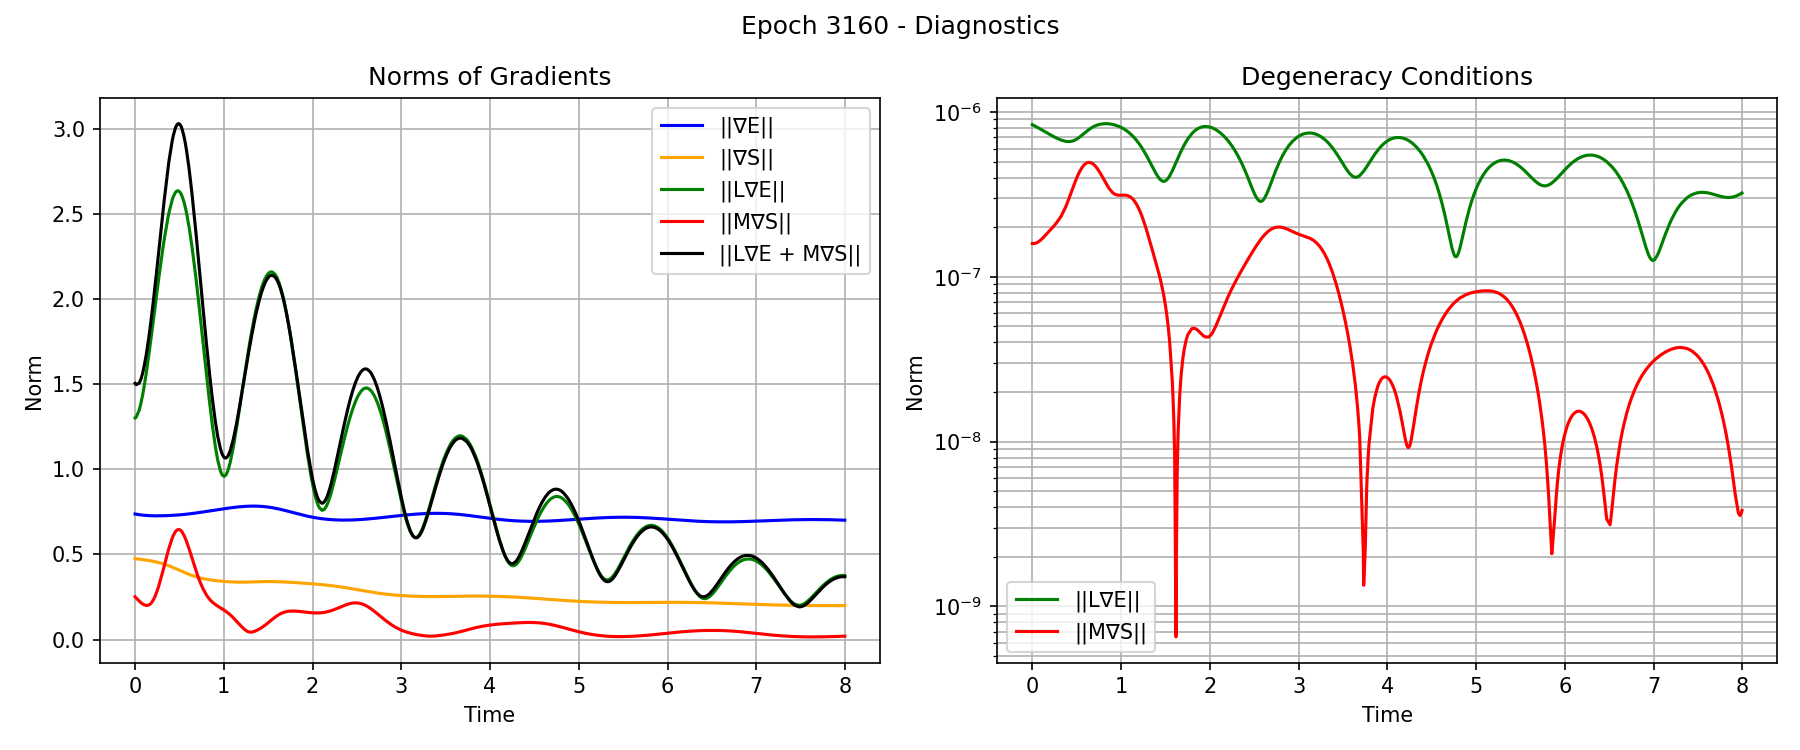 Epoch 3160 - Diagnostics
Norms of Gradients
Norm
3.0
2.5
2.0
1.5
1.0
0.5
0.0
0 1 2 3 4 5 6 7 8
Time
||∇E||
||∇S||
||L∇E||
||M∇S||
||L∇E + M∇S||
Degeneracy Conditions
Norm
10⁻⁶
10⁻⁷
10⁻⁸
10⁻⁹
0 1 2 3 4 5 6 7 8
Time
||L∇E||
||M∇S||